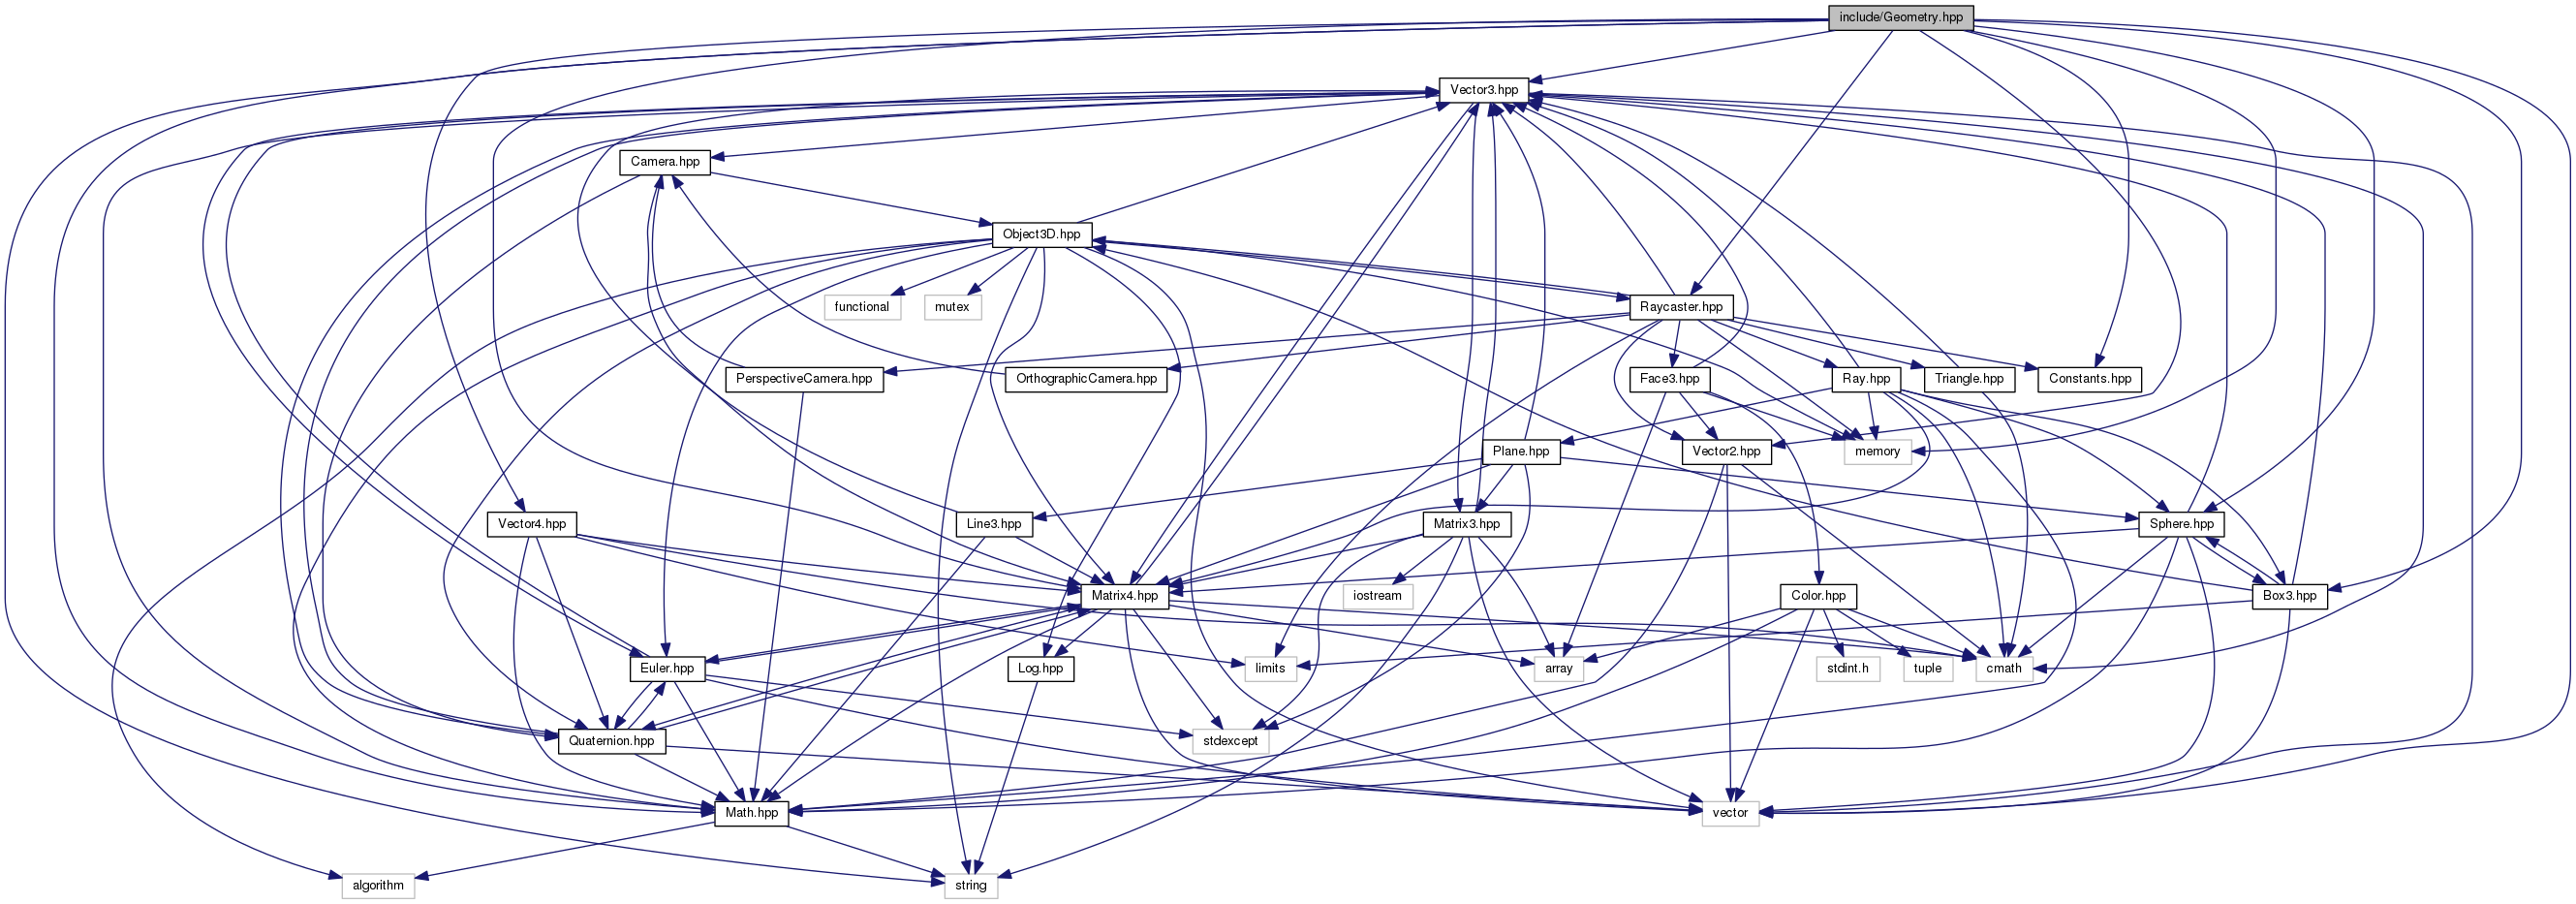 include/Geometry.hpp
Vector3.hpp
Camera.hpp
Object3D.hpp
functional
mutex
Raycaster.hpp
PerspectiveCamera.hpp
OrthographicCamera.hpp
Face3.hpp
Ray.hpp
Triangle.hpp
Constants.hpp
Plane.hpp
Vector2.hpp
memory
Vector4.hpp
Line3.hpp
Matrix3.hpp
Sphere.hpp
Matrix4.hpp
iostream
Color.hpp
Box3.hpp
Euler.hpp
Log.hpp
limits
array
stdint.h
tuple
cmath
Quaternion.hpp
stdexcept
Math.hpp
vector
algorithm
string